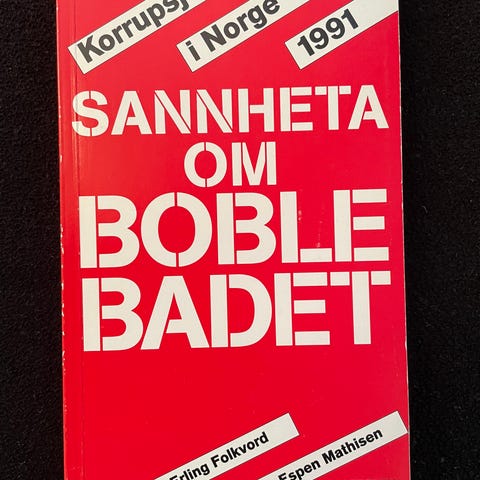 Korrupsj
i Norge
1991
SANNHETA
OM
BOBLE
BADET
Erling Folkvord
Espen Mathisen